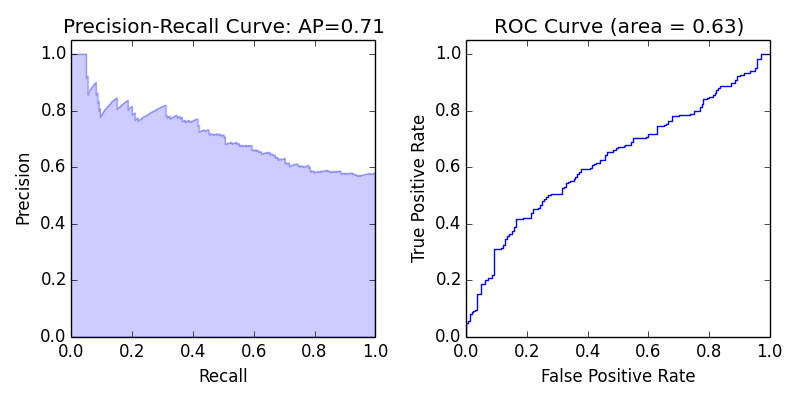 Precision-Recall Curve: AP=0.71
1.0
0.8
0.6
0.4
0.2
0.0
Precision
0.0 0.2 0.4 0.6 0.8 1.0
Recall
ROC Curve (area = 0.63)
1.0
0.8
0.6
0.4
0.2
0.0
True Positive Rate
0.0 0.2 0.4 0.6 0.8 1.0
False Positive Rate